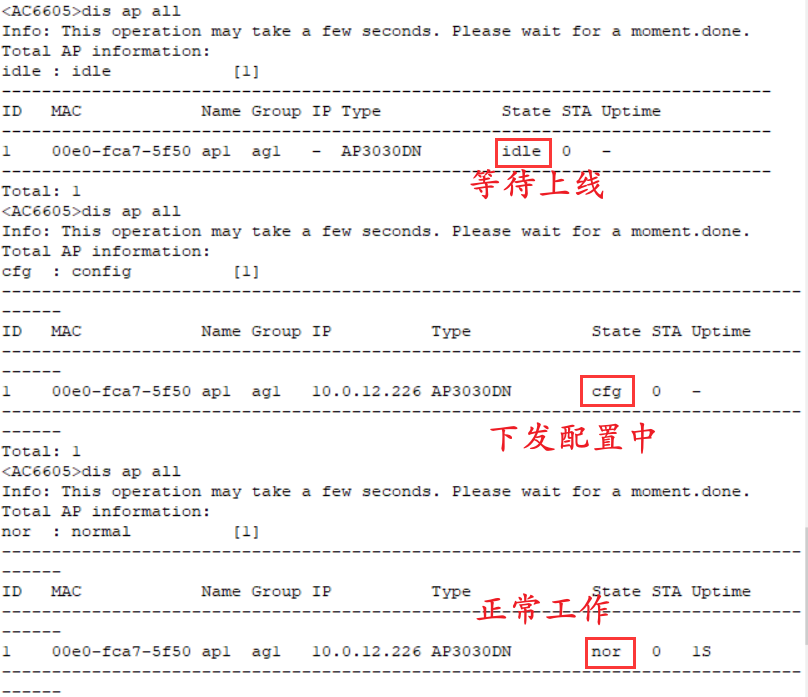 <AC6605>dis ap all
Info: This operation may take a few seconds. Please wait for a moment.done.
Total AP information:
idle : idle            [1]
-----------------------------------------------------------------------------
ID   MAC            Name Group IP Type            State STA Uptime
-----------------------------------------------------------------------------
1    00e0-fca7-5f50 ap1  ag1   -  AP3030DN        idle  0   -
-----------------------------------------------------------------------------
等待上线
Total: 1
<AC6605>dis ap all
Info: This operation may take a few seconds. Please wait for a moment.done.
Total AP information:
cfg  : config          [1]
--------------------------------------------------------------------------------
------
ID   MAC            Name Group IP          Type            State STA Uptime
--------------------------------------------------------------------------------
------
1    00e0-fca7-5f50 ap1  ag1   10.0.12.226 AP3030DN        cfg   0   -
--------------------------------------------------------------------------------
------
下发配置中
Total: 1
<AC6605>dis ap all
Info: This operation may take a few seconds. Please wait for a moment.done.
Total AP information:
nor  : normal          [1]
--------------------------------------------------------------------------------
------
ID   MAC            Name Group IP          Type            State STA Uptime
正常工作
--------------------------------------------------------------------------------
------
1    00e0-fca7-5f50 ap1  ag1   10.0.12.226 AP3030DN        nor   0   1S
--------------------------------------------------------------------------------
------